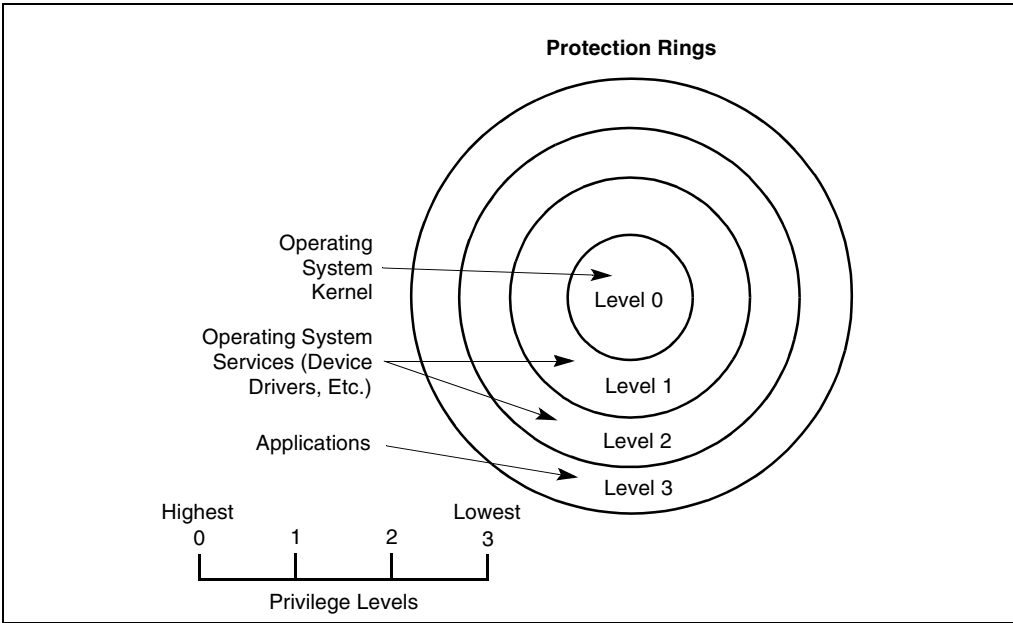 Protection Rings
Operating
System
Kernel
Level 0
Operating System
Services (Device
Drivers, Etc.)
Level 1
Level 2
Applications
Level 3
Highest
Lowest
0
1
2
3
Privilege Levels